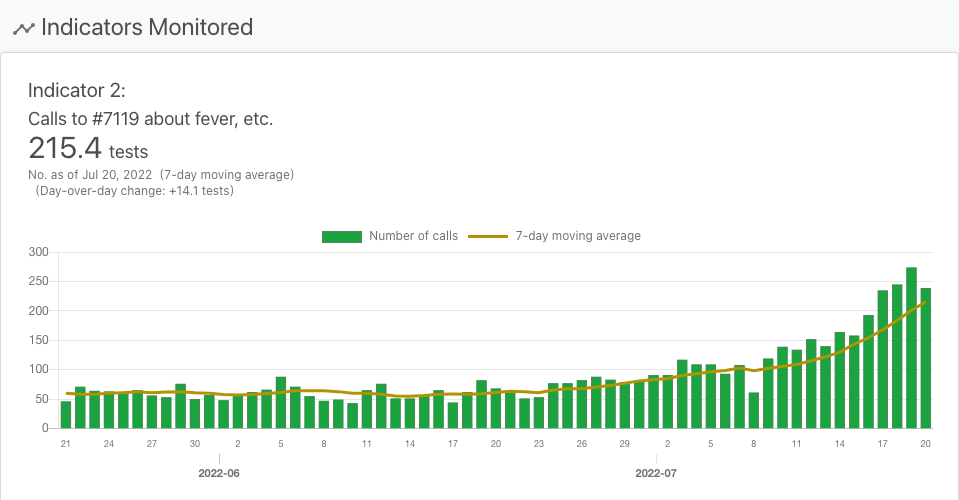 Indicators Monitored
Indicator 2:
Calls to #7119 about fever, etc.
215.4 tests
No. as of Jul 20, 2022 (7-day moving average)
(Day-over-day change: +14.1 tests)
Number of calls 7-day moving average
300
250
200
150
100
50
0
21 24 27 30 2 5 8 11 14 17 20 23 26 29 2 5 8 11 14 17 20
2022-06 2022-07